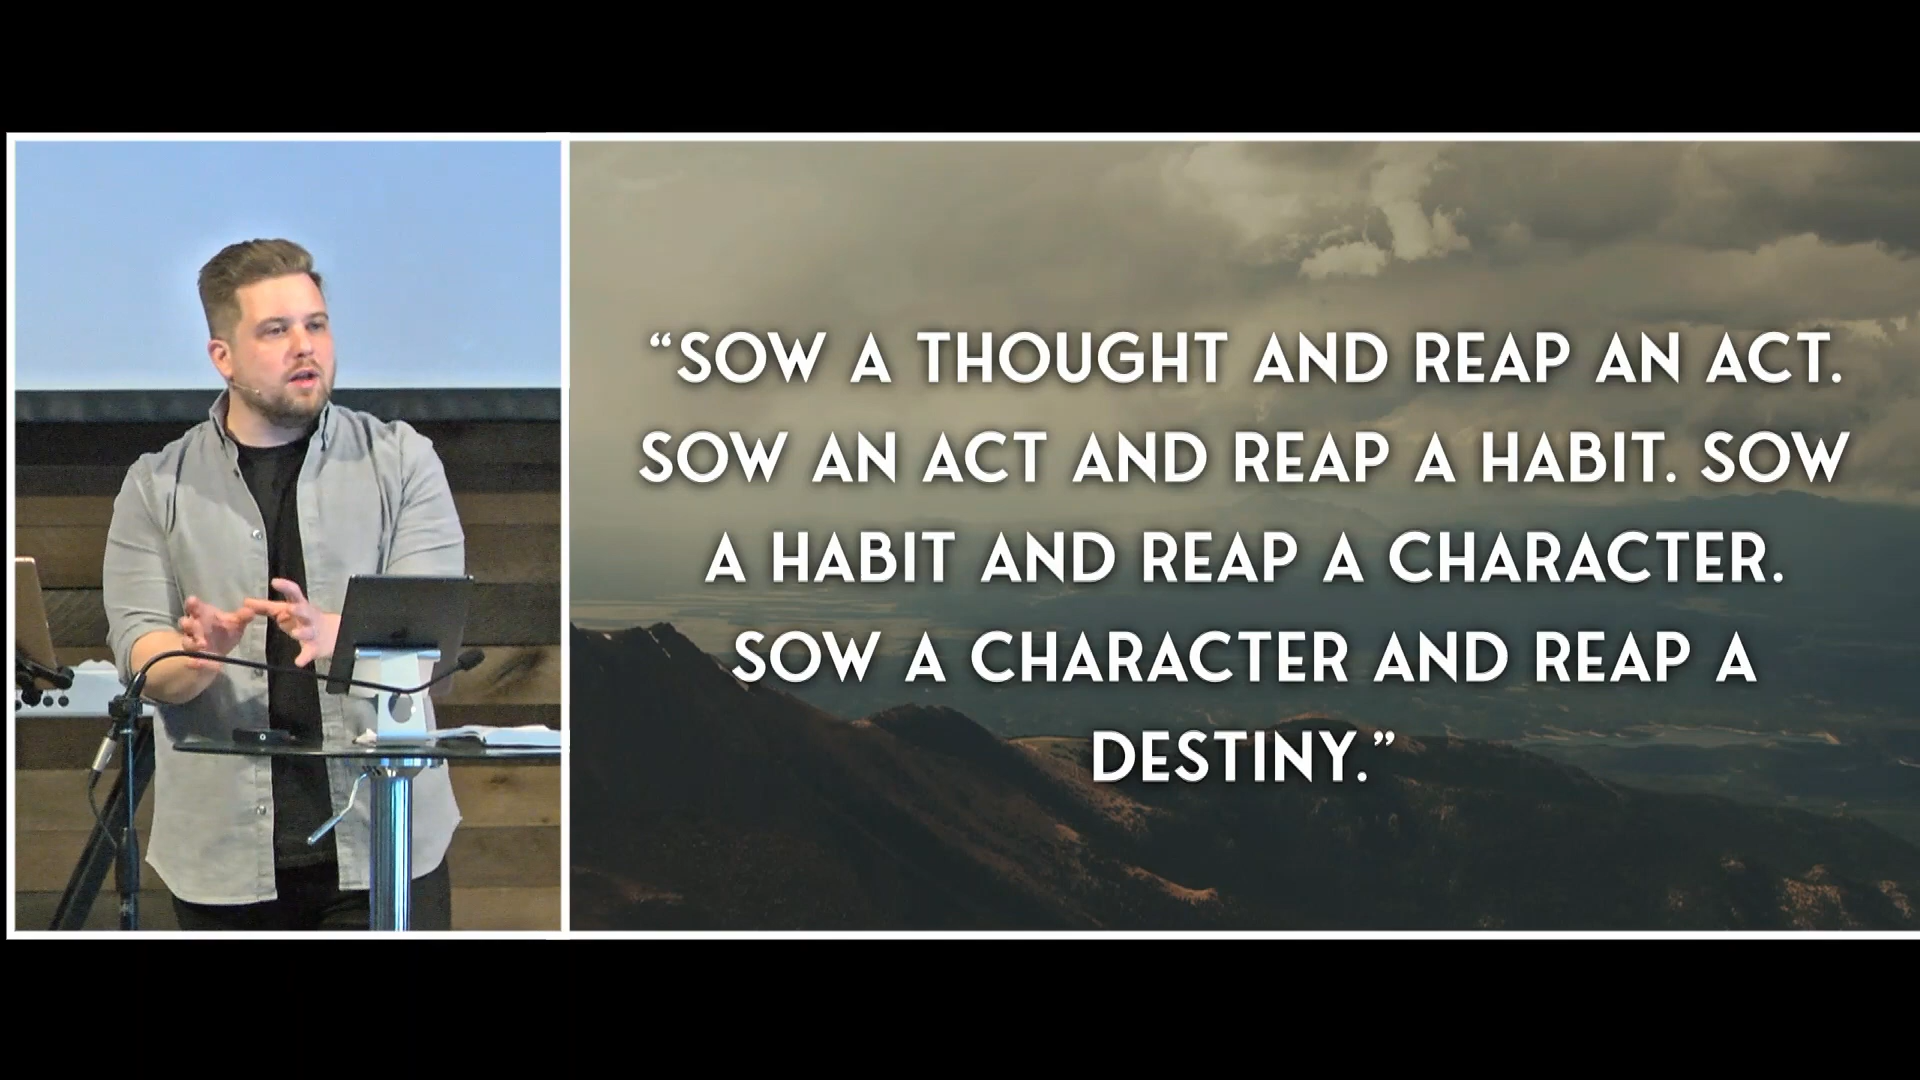 “SOW A THOUGHT AND REAP AN ACT.
SOW AN ACT AND REAP A HABIT. SOW
A HABIT AND REAP A CHARACTER.
SOW A CHARACTER AND REAP A
DESTINY.”